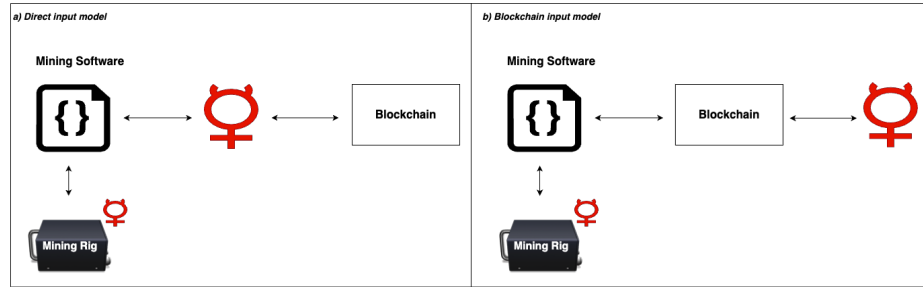 a) Direct input model
Mining Software
{ }
Blockchain
Mining Rig
b) Blockchain input model
Mining Software
{ }
Blockchain
Mining Rig